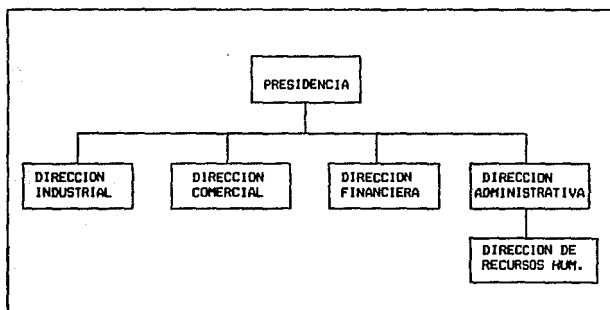 PRESIDENCIA
DIRECCION
INDUSTRIAL
DIRECCION
COMERCIAL
DIRECCION
FINANCIERA
DIRECCION
ADMINISTRATIVA
DIRECCION DE
RECURSOS HUM.